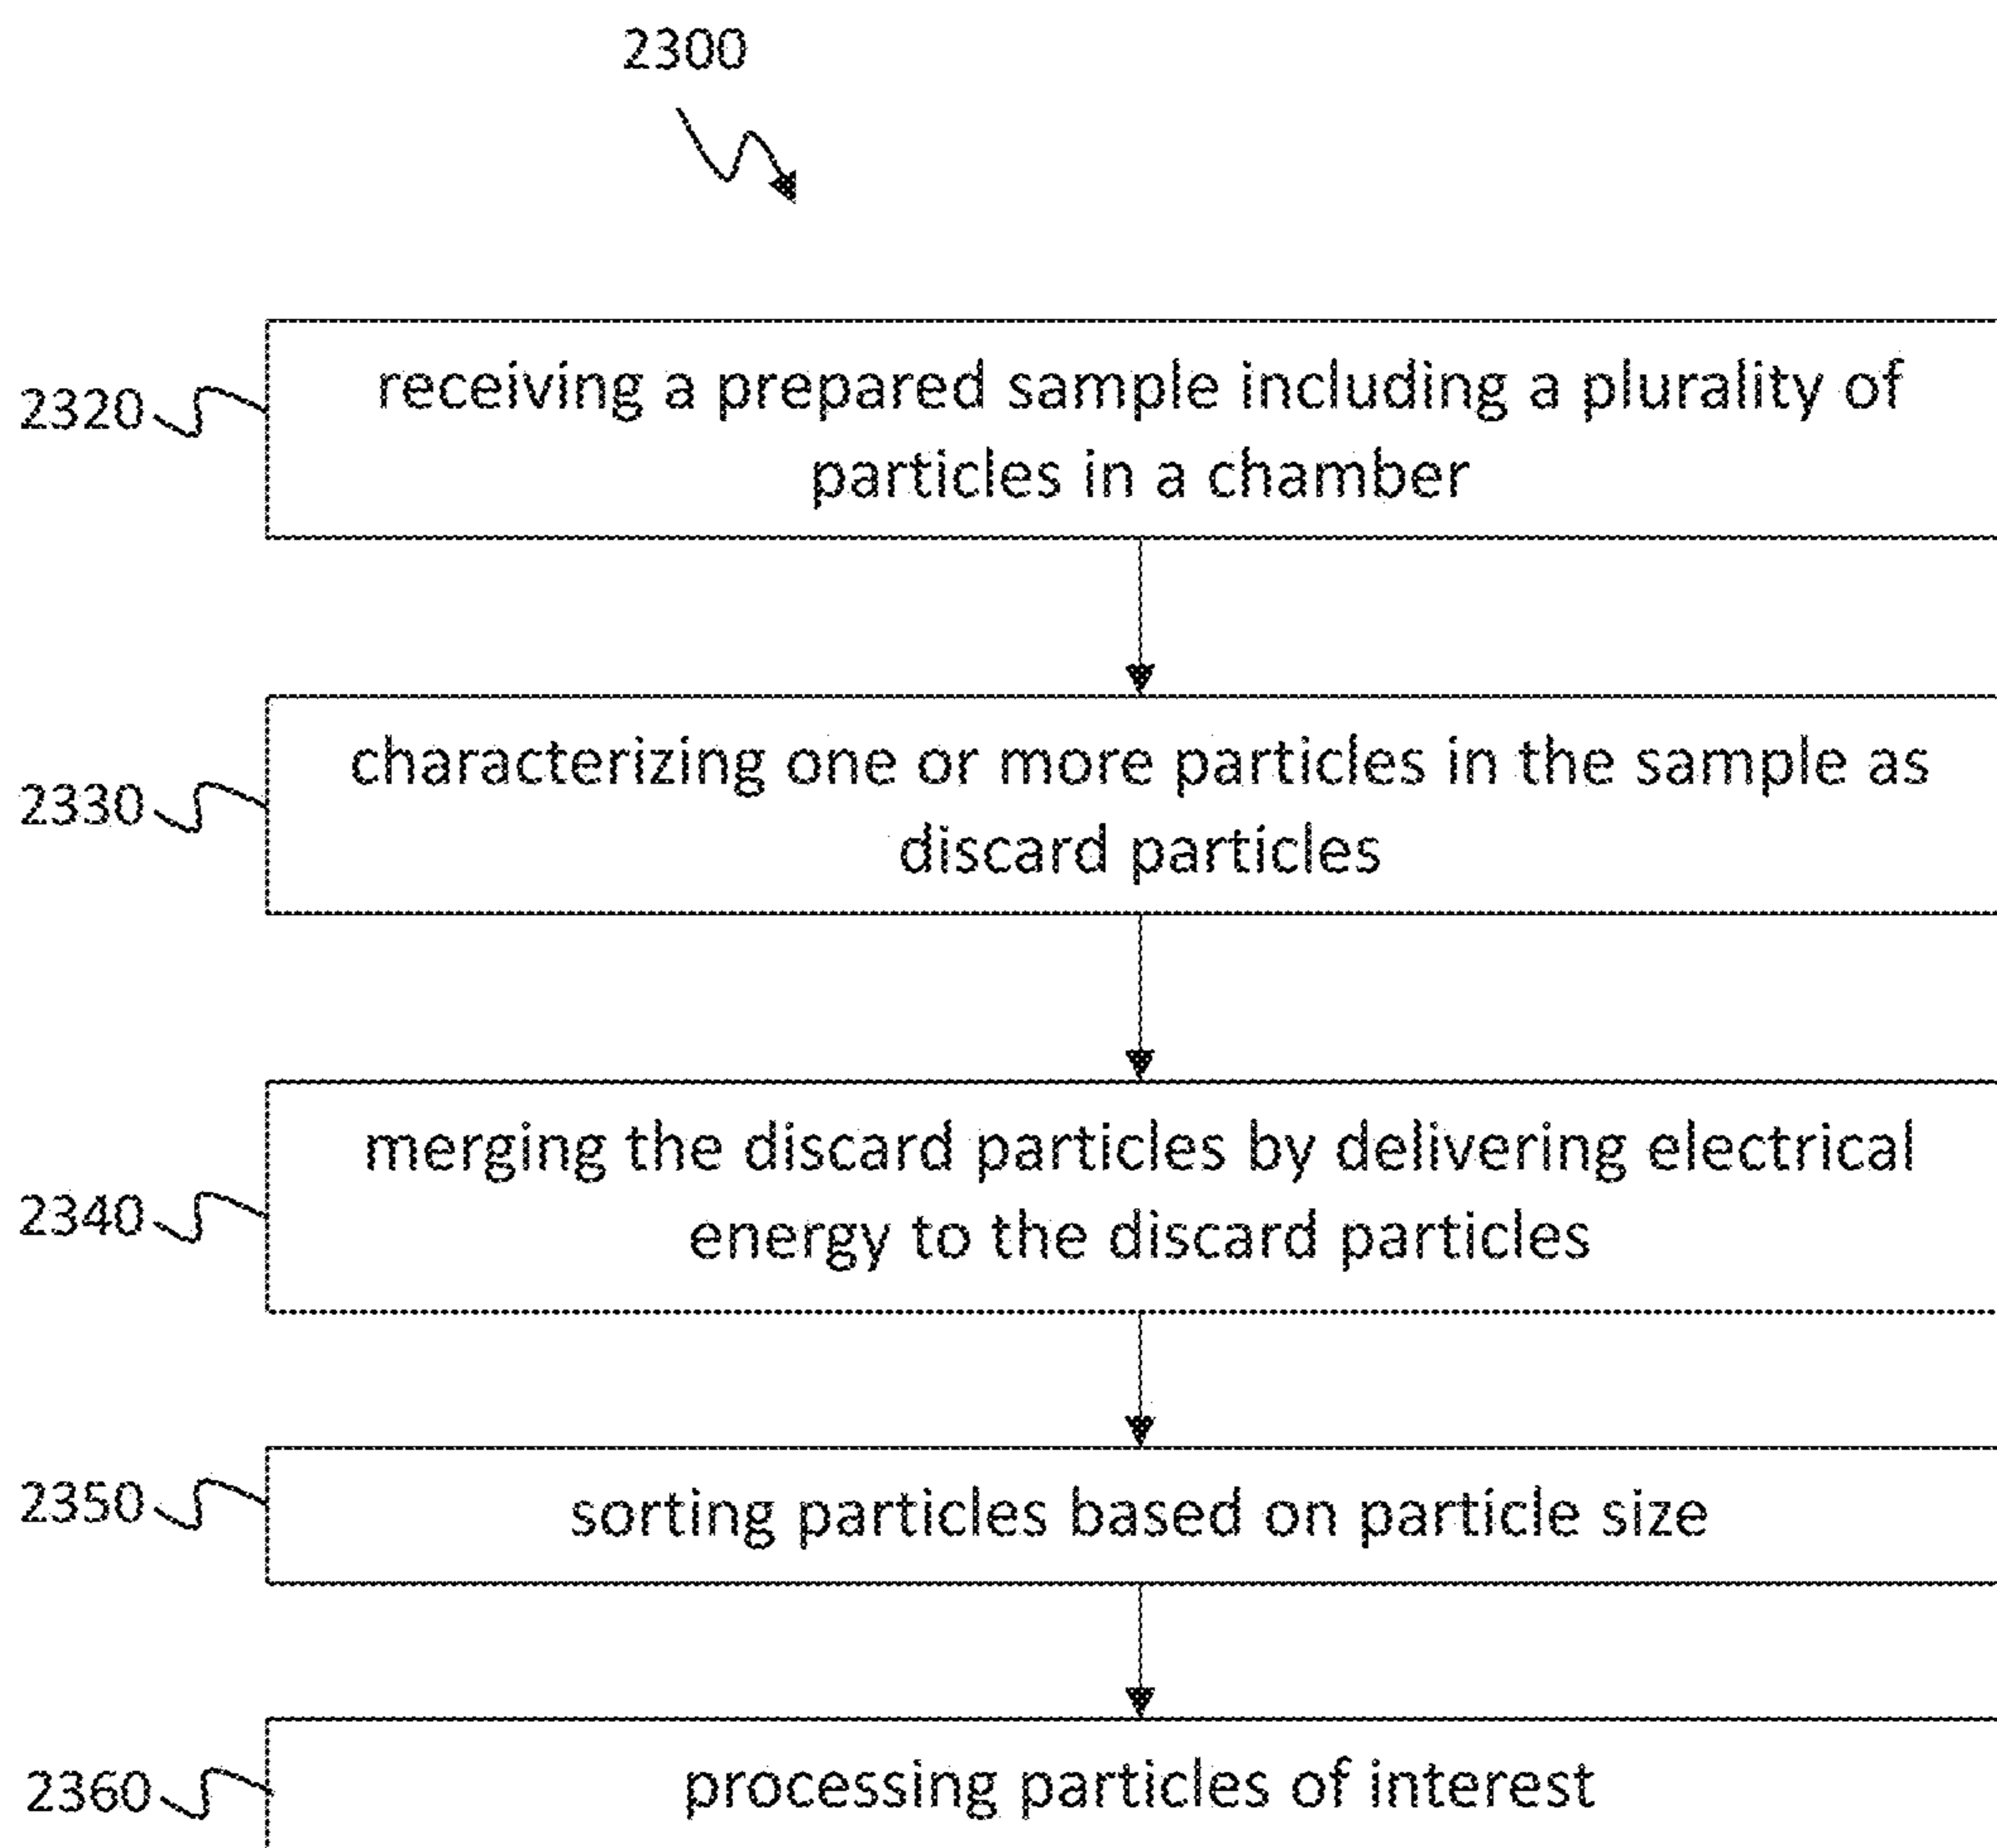 2300
2320
receiving a prepared sample including a plurality of
particles in a chamber
2330
characterizing one or more particles in the sample as
discard particles
2340
merging the discard particles by delivering electrical
energy to the discard particles
2350
sorting particles based on particle size
2360
processing particles of interest